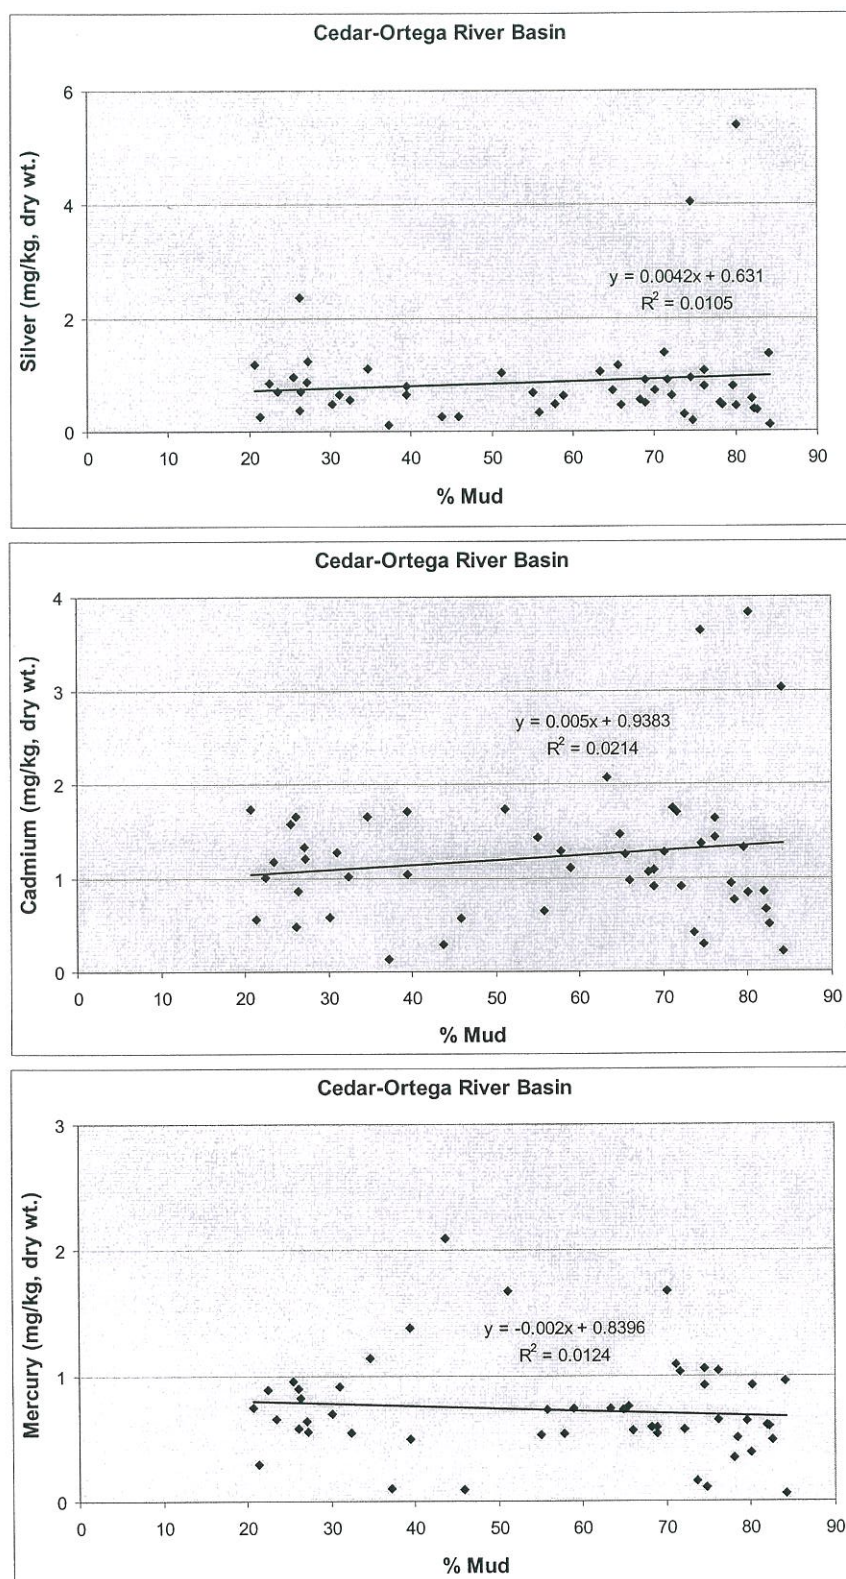 Cedar-Ortega River Basin
6
4
2
0
Silver (mg/kg, dry wt.)
y = 0.0042x + 0.631
R² = 0.0105
0 10 20 30 40 50 60 70 80 90
% Mud
Cedar-Ortega River Basin
4
3
2
1
0
Cadmium (mg/kg, dry wt.)
y = 0.005x + 0.9383
R² = 0.0214
0 10 20 30 40 50 60 70 80 90
% Mud
Cedar-Ortega River Basin
3
2
1
0
Mercury (mg/kg, dry wt.)
y = -0.002x + 0.8396
R² = 0.0124
0 10 20 30 40 50 60 70 80 90
% Mud